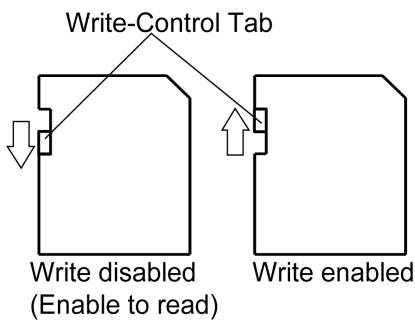 Write-Control Tab
Write disabled
(Enable to read)
Write enabled